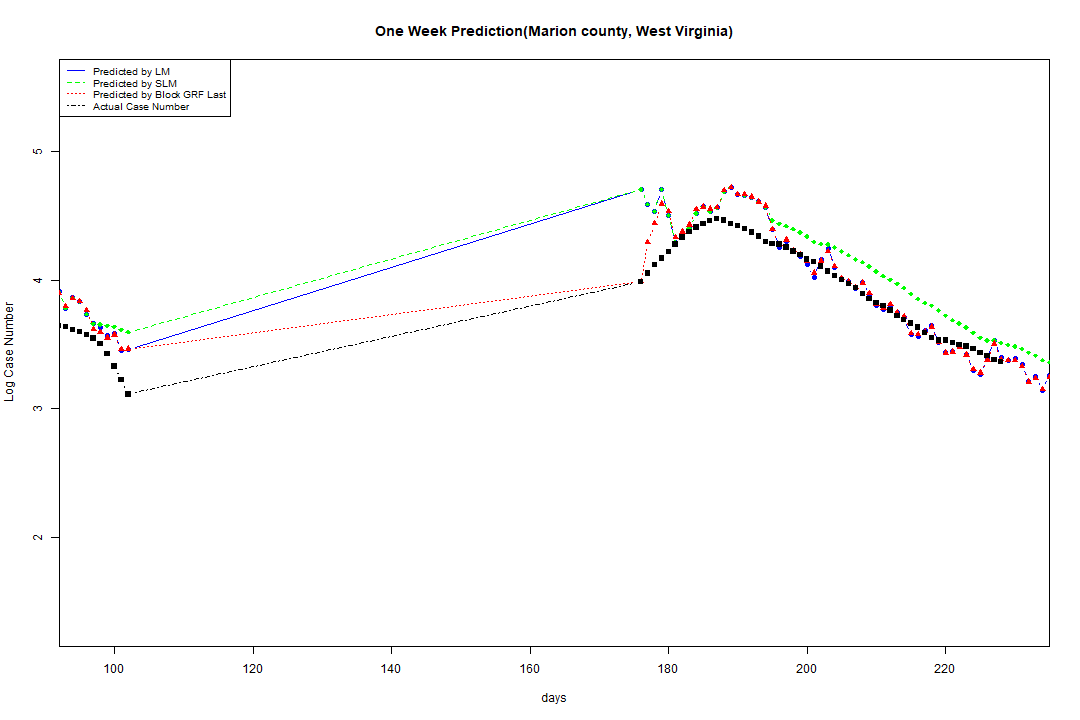 One Week Prediction(Marion county, West Virginia)
Predicted by LM
Predicted by SLM
Predicted by Block GRF Last
Actual Case Number
5
4
3
2
Log Case Number
100 120 140 160 180 200 220
days